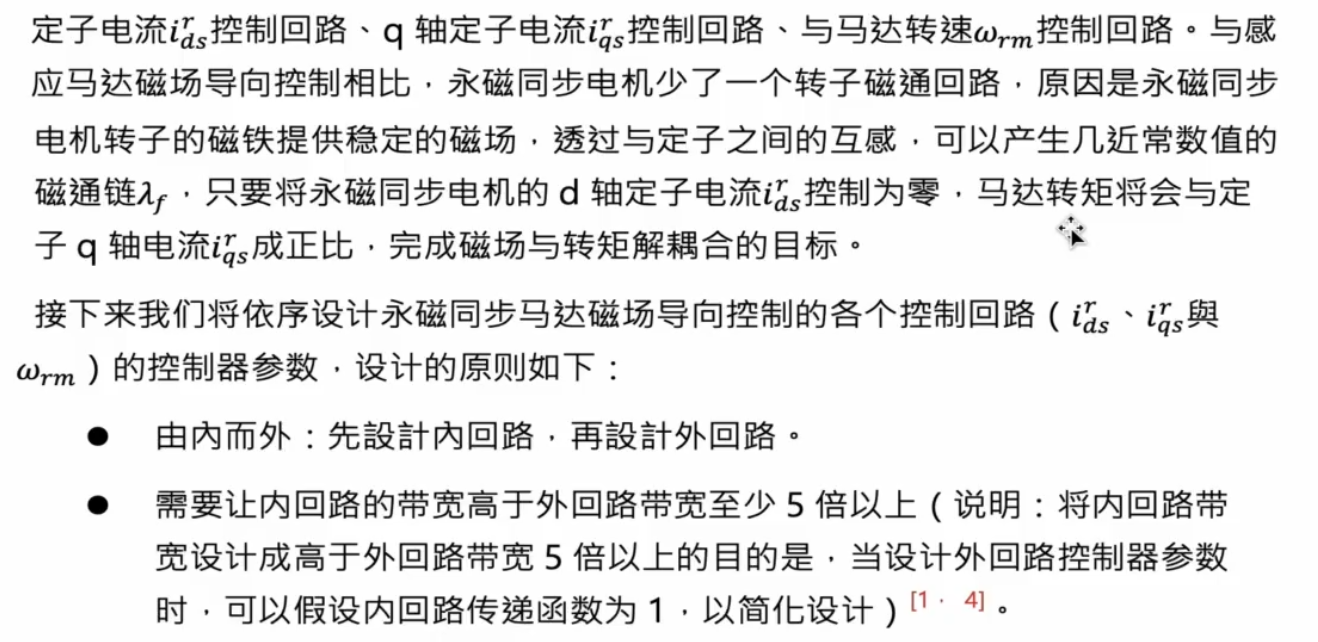 定子电流i_{ds}^{r}控制回路、q 轴定子电流i_{qs}^{r}控制回路、与马达转速ω_{rm}控制回路。与感
应马达磁场导向控制相比，永磁同步电机少了一个转子磁通回路，原因是永磁同步
电机转子的磁铁提供稳定的磁场，透过与定子之间的互感，可以产生几近常数值的
磁通链λ_{f}，只要将永磁同步电机的 d 轴定子电流i_{ds}^{r}控制为零，马达转矩将会与定
子 q 轴电流i_{qs}^{r}成正比，完成磁场与转矩解耦合的目标。
接下来我们将依序设计永磁同步马达磁场导向控制的各个控制回路（i_{ds}^{r}、i_{qs}^{r}與
ω_{rm}）的控制器参数，设计的原则如下：
● 由內而外：先設計內回路，再設計外回路。
● 需要让内回路的带宽高于外回路带宽至少 5 倍以上（说明：将内回路带
宽设计成高于外回路带宽 5 倍以上的目的是，当设计外回路控制器参数
时，可以假设内回路传递函数为 1，以简化设计）[1，4]。